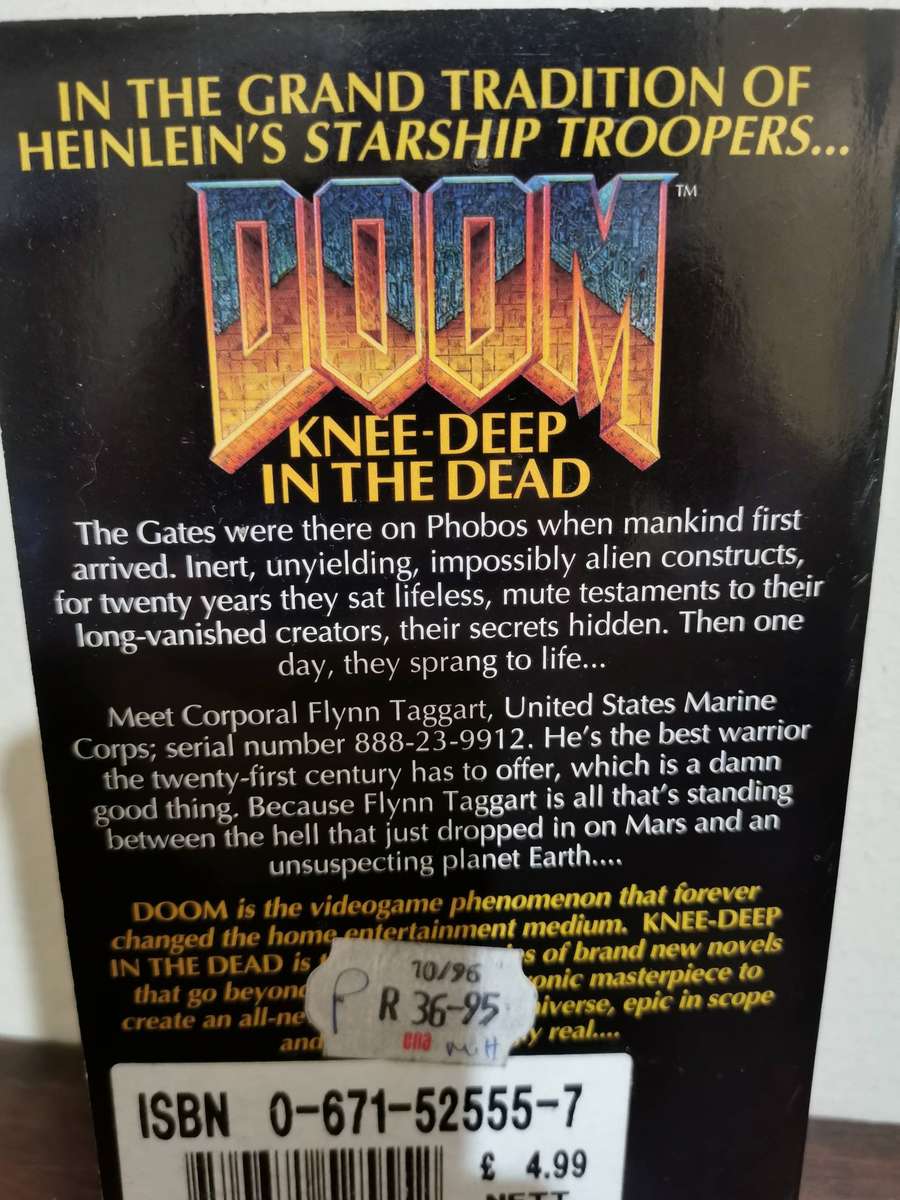 IN THE GRAND TRADITION OF
HEINLEIN'S STARSHIP TROOPERS...
DOOM™
KNEE-DEEP
IN THE DEAD
The Gates were there on Phobos when mankind first
arrived. Inert, unyielding, impossibly alien constructs,
for twenty years they sat lifeless, mute testaments to their
long-vanished creators, their secrets hidden. Then one
day, they sprang to life...
Meet Corporal Flynn Taggart, United States Marine
Corps; serial number 888-23-9912. He's the best warrior
the twenty-first century has to offer, which is a damn
good thing. Because Flynn Taggart is all that's standing
between the hell that just dropped in on Mars and an
unsuspecting planet Earth....
DOOM is the videogame phenomenon that forever
changed the home entertainment medium. KNEE-DEEP
IN THE DEAD is of brand new novels
that go masterpiece to
create an epic in scope
and real....
10/96
P R 36-95
cna
ISBN 0-671-52555-7
£ 4.99
NETT